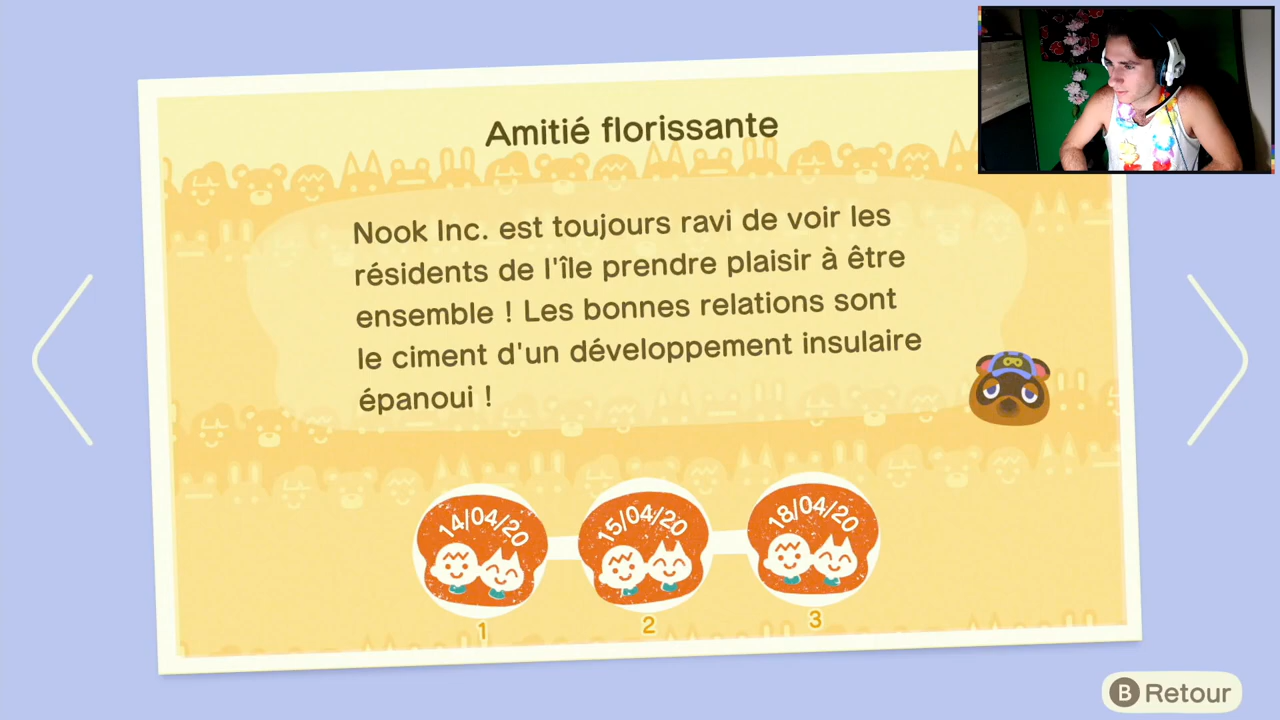 Amitié florissante
Nook Inc. est toujours ravi de voir les
résidents de l'île prendre plaisir à être
ensemble ! Les bonnes relations sont
le ciment d'un développement insulaire
épanoui !
14/04/20
15/04/20
18/04/20
1
2
3
B Retour